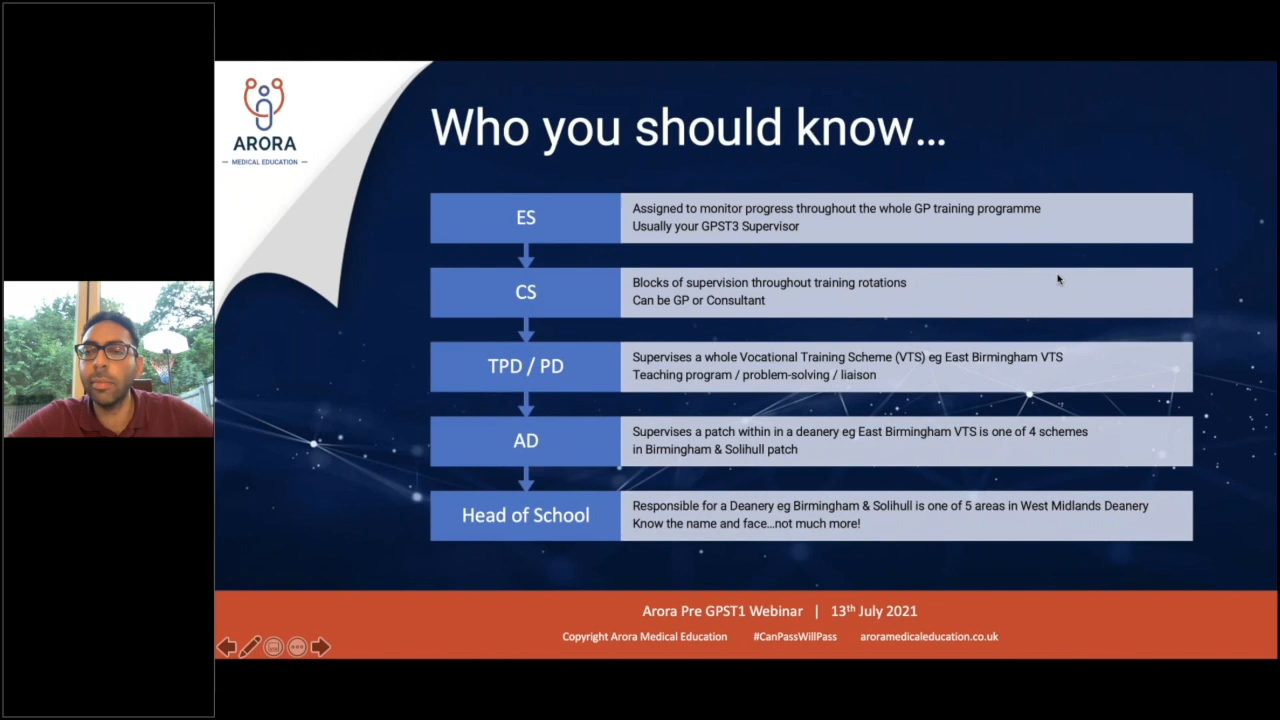 ARORA
MEDICAL EDUCATION
Who you should know...
ES
Assigned to monitor progress throughout the whole GP training programme
Usually your GPST3 Supervisor
CS
Blocks of supervision throughout training rotations
Can be GP or Consultant
TPD / PD
Supervises a whole Vocational Training Scheme (VTS) eg East Birmingham VTS
Teaching program / problem-solving / liaison
AD
Supervises a patch within in a deanery eg East Birmingham VTS is one of 4 schemes
in Birmingham & Solihull patch
Head of School
Responsible for a Deanery eg Birmingham & Solihull is one of 5 areas in West Midlands Deanery
Know the name and face...not much more!
Arora Pre GPST1 Webinar | 13th July 2021
Copyright Arora Medical Education #CanPassWillPass aroramedicaleducation.co.uk